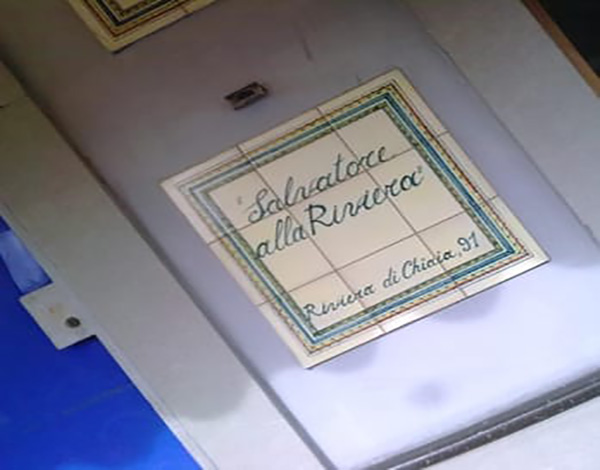 "Salvatore
alla Riviera"
Riviera di Chiaia, 91